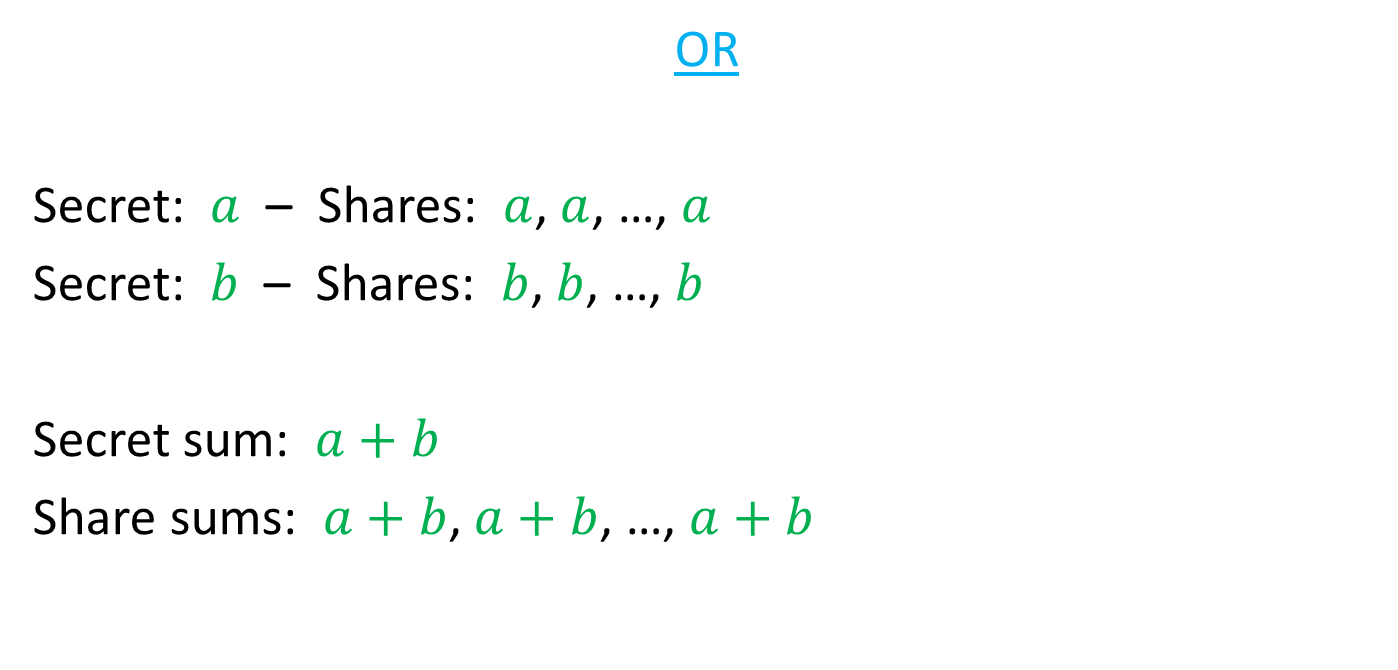 OR
Secret: a – Shares: a, a, …, a
Secret: b – Shares: b, b, …, b
Secret sum: a + b
Share sums: a + b, a + b, …, a + b